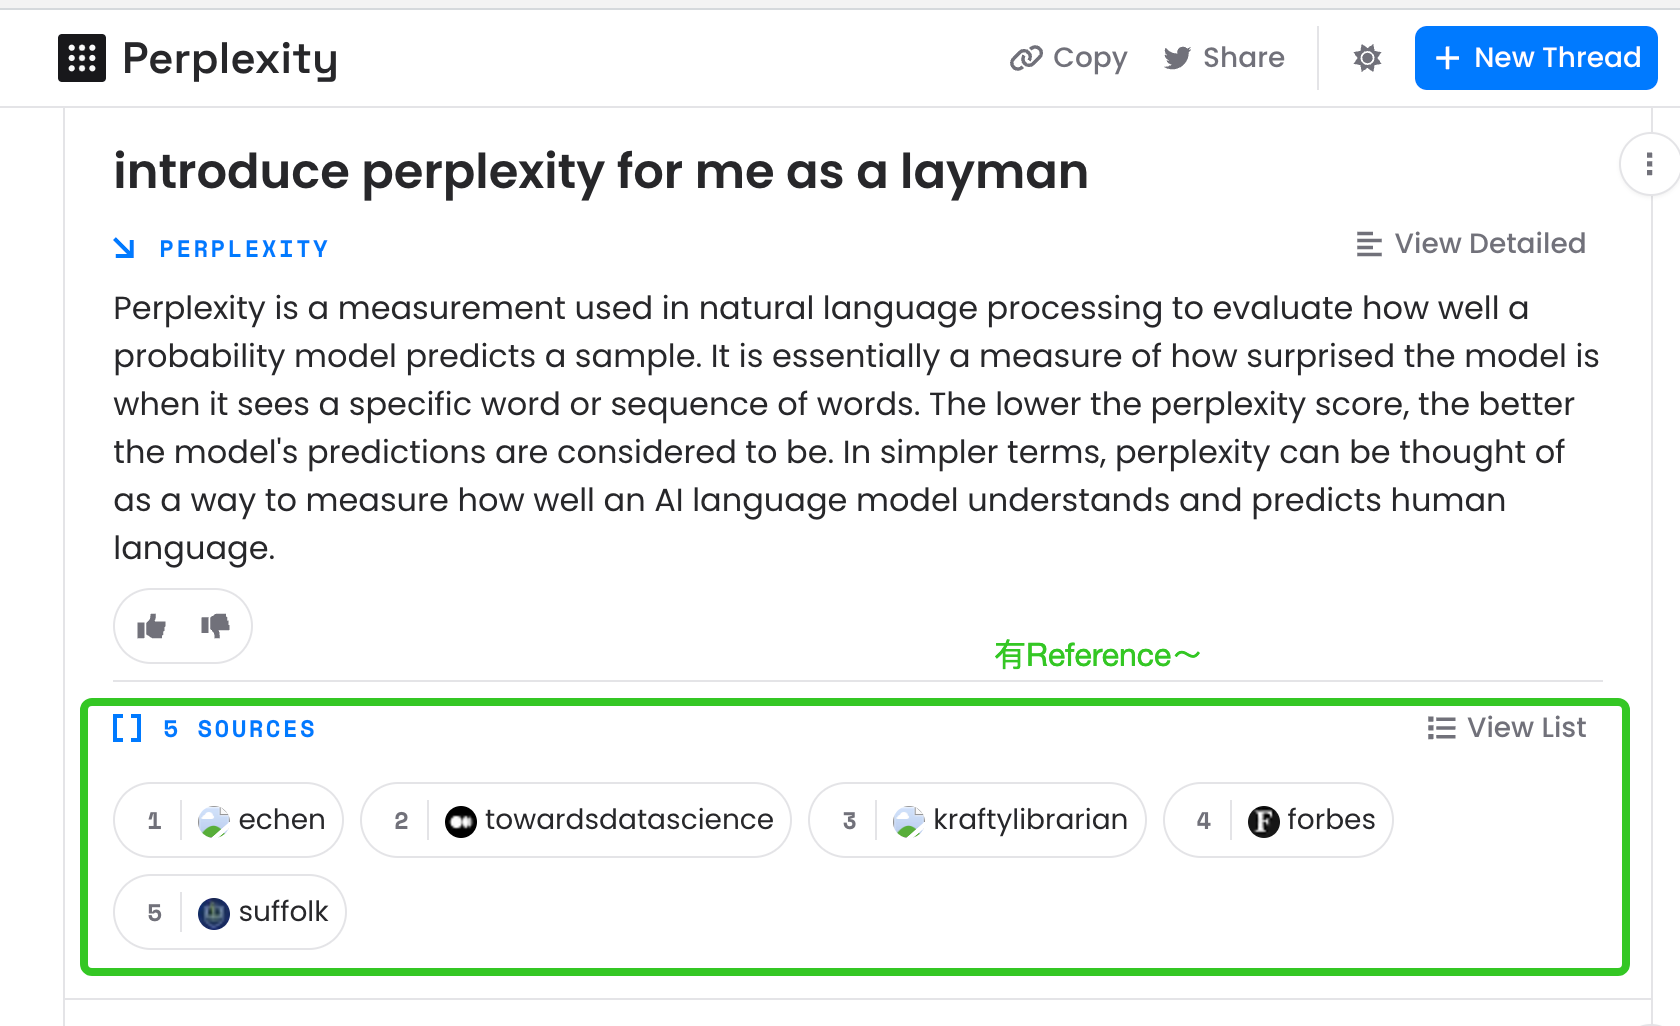 Perplexity
Copy
Share
New Thread
introduce perplexity for me as a layman
PERPLEXITY
View Detailed
Perplexity is a measurement used in natural language processing to evaluate how well a
probability model predicts a sample. It is essentially a measure of how surprised the model is
when it sees a specific word or sequence of words. The lower the perplexity score, the better
the model's predictions are considered to be. In simpler terms, perplexity can be thought of
as a way to measure how well an AI language model understands and predicts human
language.
有Reference～
5 SOURCES
View List
1 echen
2 towardsdatascience
3 kraftylibrarian
4 forbes
5 suffolk